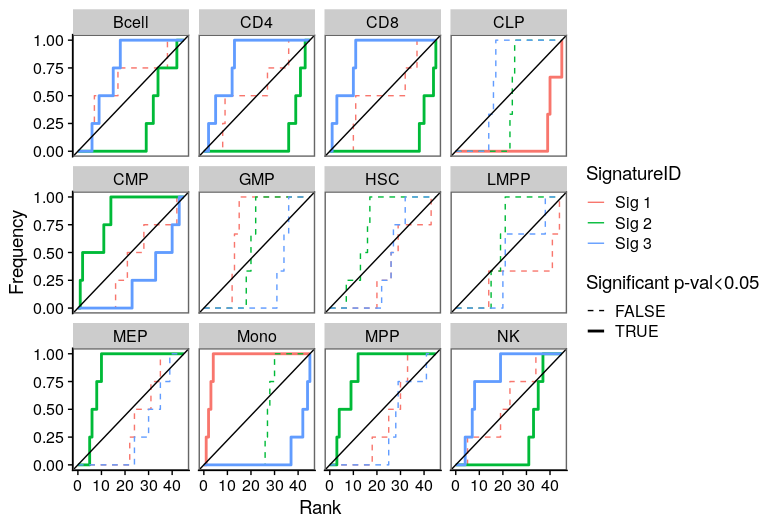 Bcell CD4 CD8 CLP
1.00
0.75
0.50
0.25
0.00
CMP GMP HSC LMPP
1.00
0.75
0.50
0.25
0.00
MEP Mono MPP NK
1.00
0.75
0.50
0.25
0.00
0 10 20 30 40 0 10 20 30 40 0 10 20 30 40 0 10 20 30 40
Rank
Frequency
SignatureID
Sig 1
Sig 2
Sig 3
Significant p-val<0.05
FALSE
TRUE